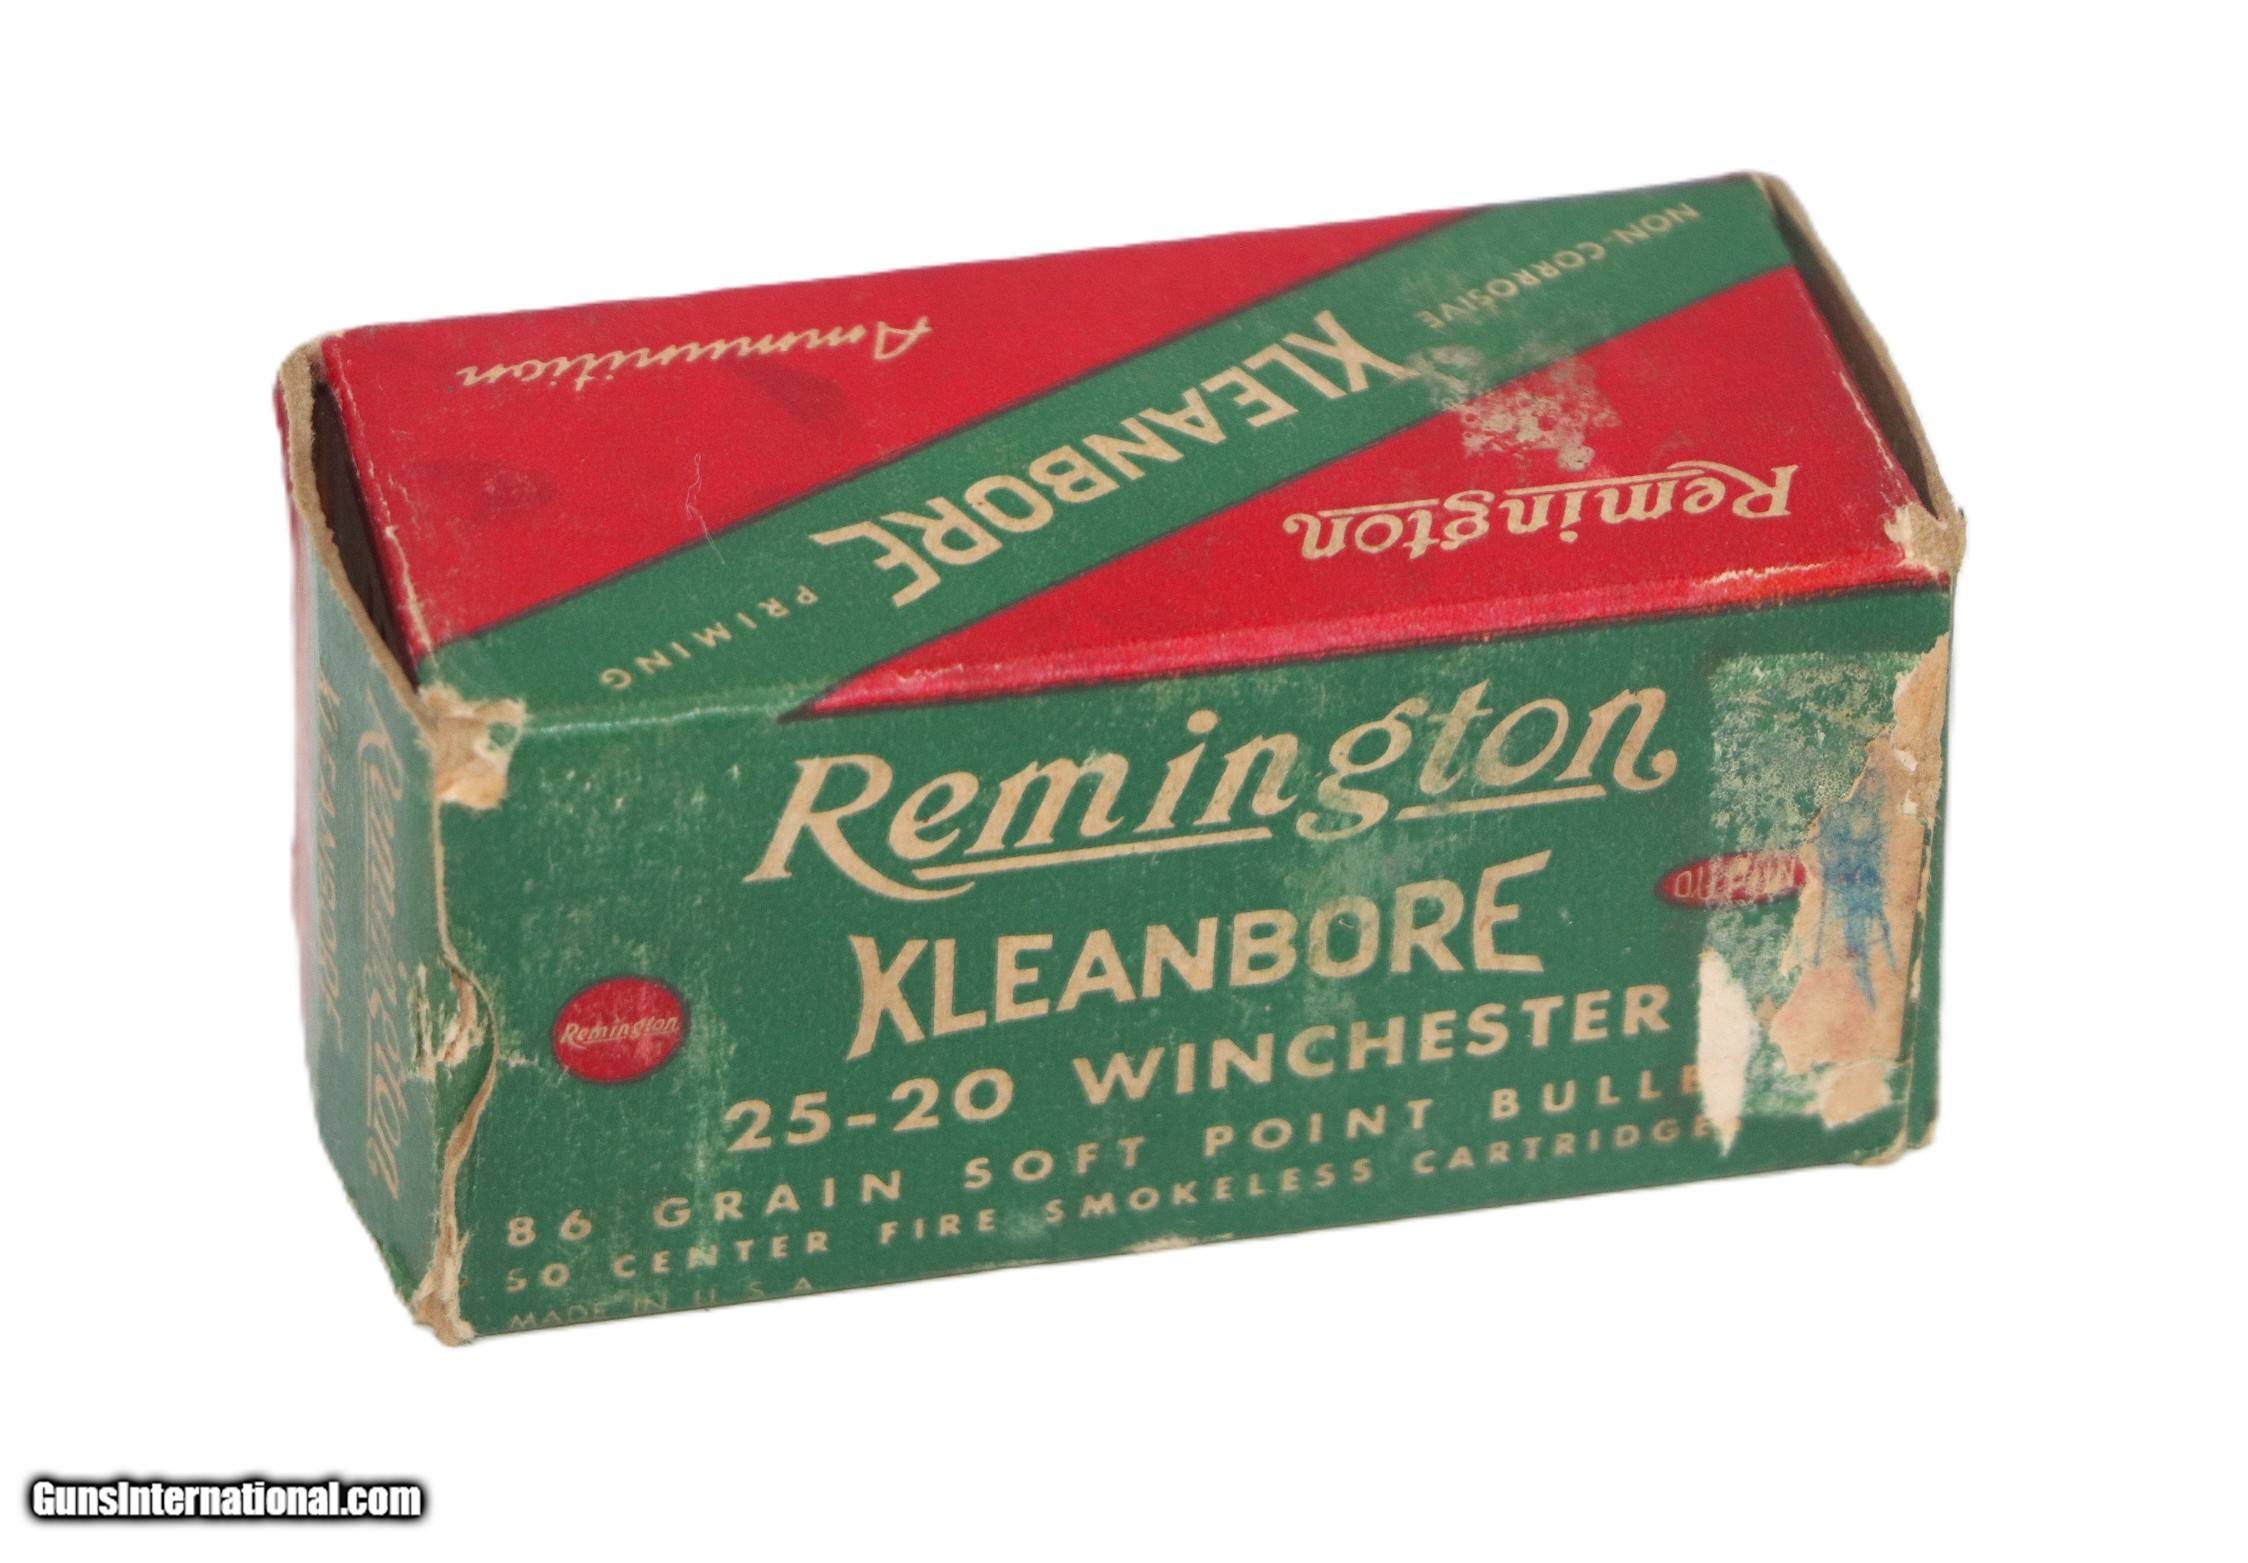 Ammunition
NON-CORROSIVE
KLEANBORE
PRIMING
Remington
Remington
KLEANBORE
Remington
25-20 WINCHESTER
86 GRAIN SOFT POINT BULLE
50 CENTER FIRE SMOKELESS CARTRIDGE
MADE IN U.S.A
Remington
KLEANBORE
GunsInternational.com